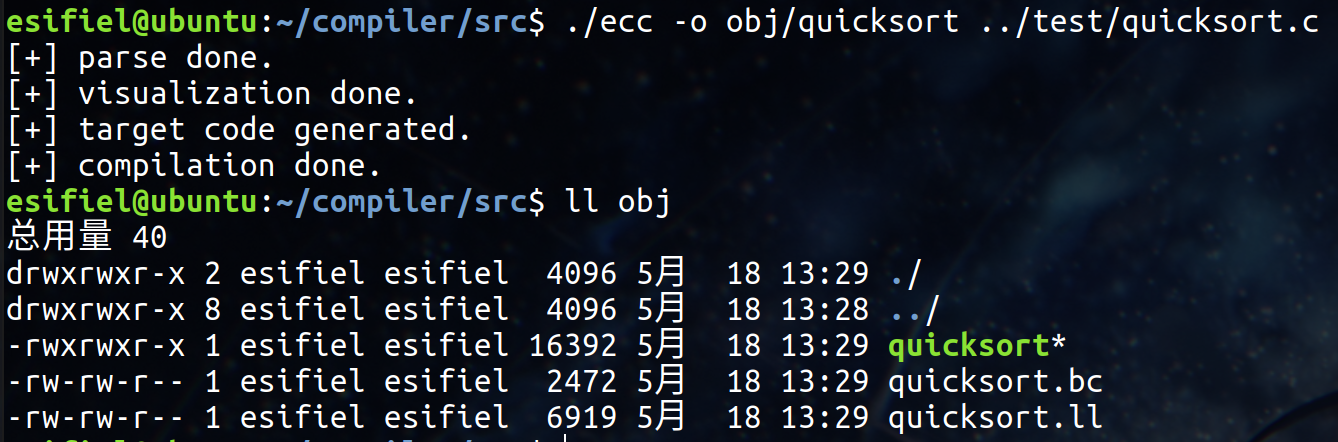 esifiel@ubuntu:~/compiler/src$ ./ecc -o obj/quicksort ../test/quicksort.c
[+] parse done.
[+] visualization done.
[+] target code generated.
[+] compilation done.
esifiel@ubuntu:~/compiler/src$ ll obj
总用量 40
drwxrwxr-x 2 esifiel esifiel  4096 5月  18 13:29 ./
drwxrwxr-x 8 esifiel esifiel  4096 5月  18 13:28 ../
-rwxrwxr-x 1 esifiel esifiel 16392 5月  18 13:29 quicksort*
-rw-rw-r-- 1 esifiel esifiel  2472 5月  18 13:29 quicksort.bc
-rw-rw-r-- 1 esifiel esifiel  6919 5月  18 13:29 quicksort.ll